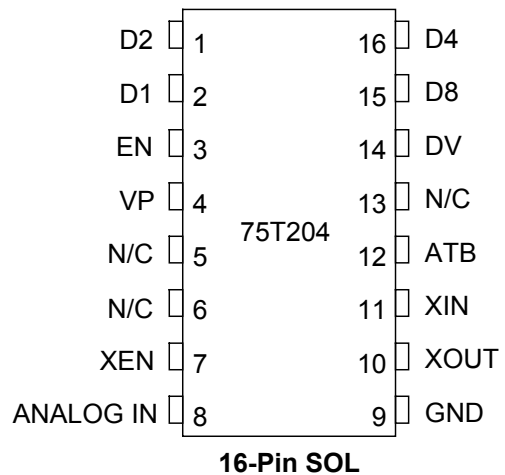 D2 1 16 D4
D1 2 15 D8
EN 3 14 DV
VP 4 13 N/C
75T204
N/C 5 12 ATB
N/C 6 11 XIN
XEN 7 10 XOUT
ANALOG IN 8 9 GND
16-Pin SOL